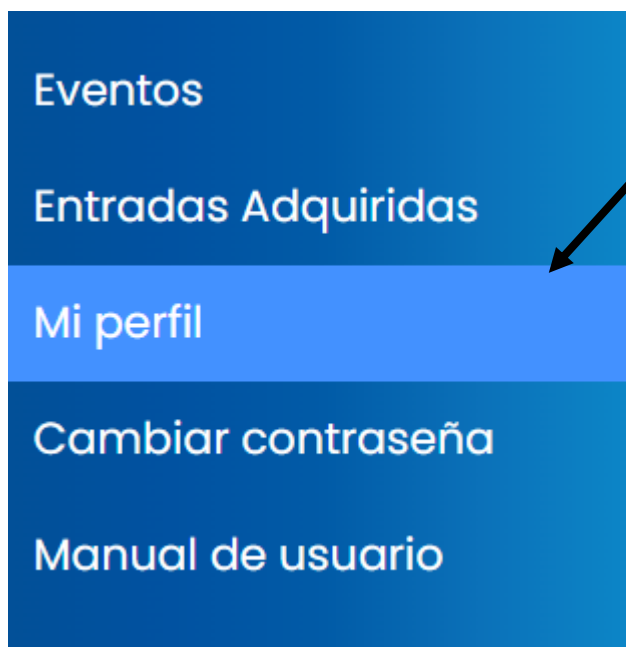 Eventos
Entradas Adquiridas
Mi perfil
Cambiar contraseña
Manual de usuario